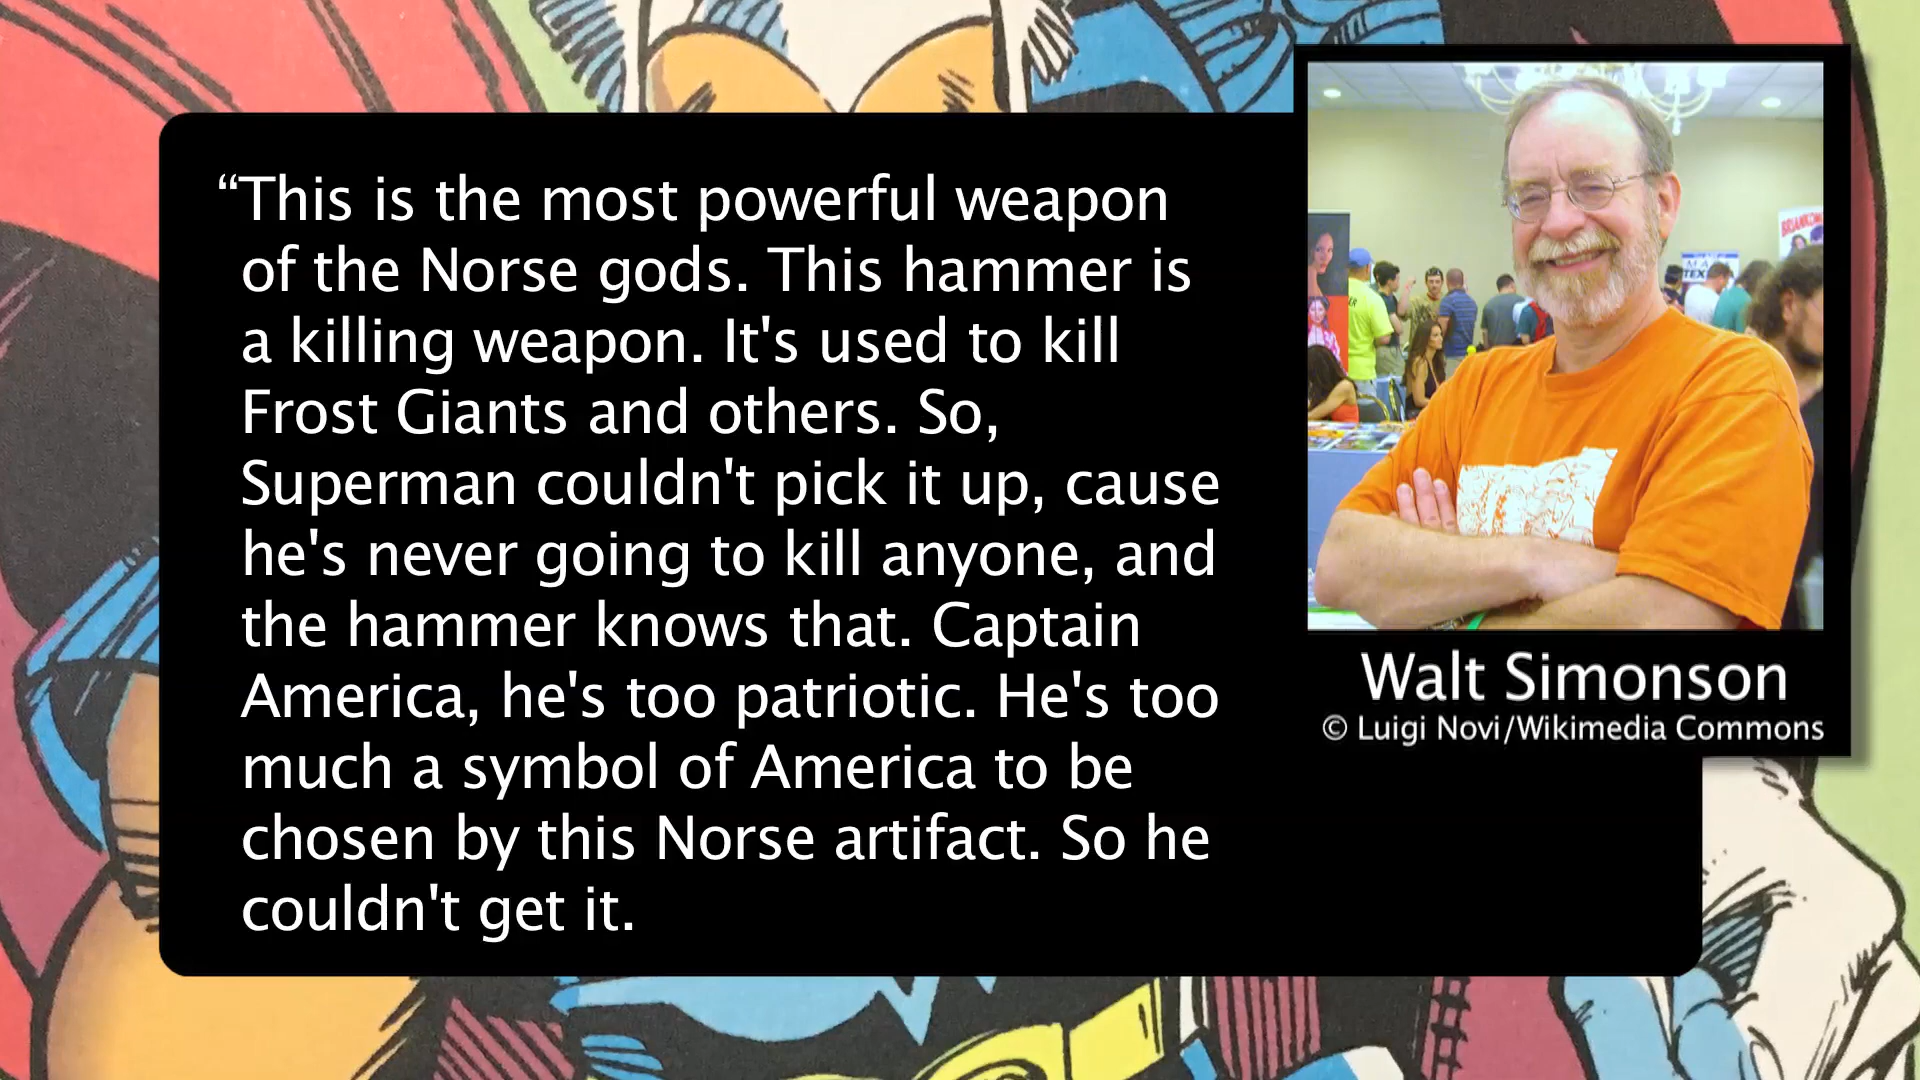 “This is the most powerful weapon
of the Norse gods. This hammer is
a killing weapon. It's used to kill
Frost Giants and others. So,
Superman couldn't pick it up, cause
he's never going to kill anyone, and
the hammer knows that. Captain
America, he's too patriotic. He's too
much a symbol of America to be
chosen by this Norse artifact. So he
couldn't get it.
Walt Simonson
© Luigi Novi/Wikimedia Commons